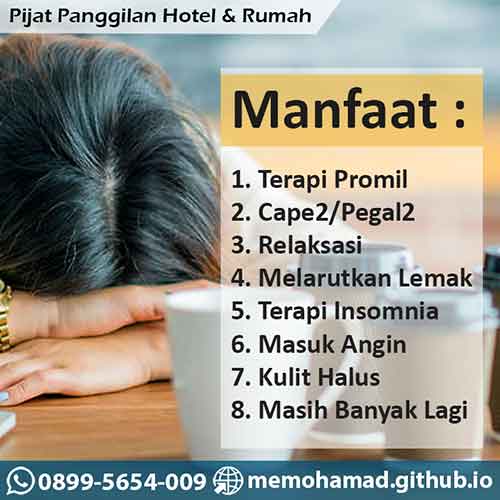 Pijat Panggilan Hotel & Rumah
Manfaat :
1. Terapi Promil
2. Cape2/Pegal2
3. Relaksasi
4. Melarutkan Lemak
5. Terapi Insomnia
6. Masuk Angin
7. Kulit Halus
8. Masih Banyak Lagi
0899-5654-009 memohamad.github.io